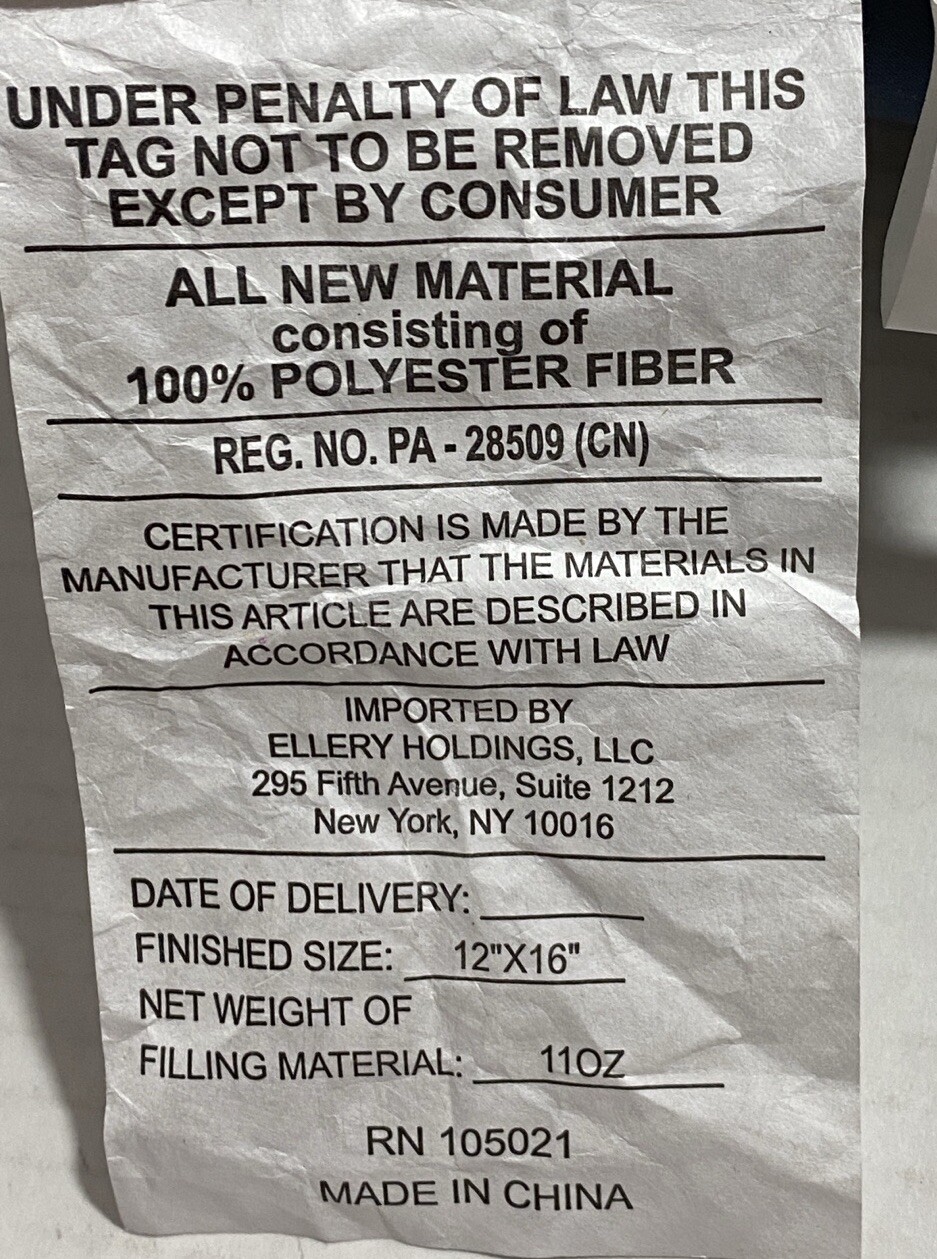 UNDER PENALTY OF LAW THIS
TAG NOT TO BE REMOVED
EXCEPT BY CONSUMER
ALL NEW MATERIAL
consisting of
100% POLYESTER FIBER
REG. NO. PA - 28509 (CN)
CERTIFICATION IS MADE BY THE
MANUFACTURER THAT THE MATERIALS IN
THIS ARTICLE ARE DESCRIBED IN
ACCORDANCE WITH LAW
IMPORTED BY
ELLERY HOLDINGS, LLC
295 Fifth Avenue, Suite 1212
New York, NY 10016
DATE OF DELIVERY:
FINISHED SIZE: 12"X16"
NET WEIGHT OF
FILLING MATERIAL: 11OZ
RN 105021
MADE IN CHINA